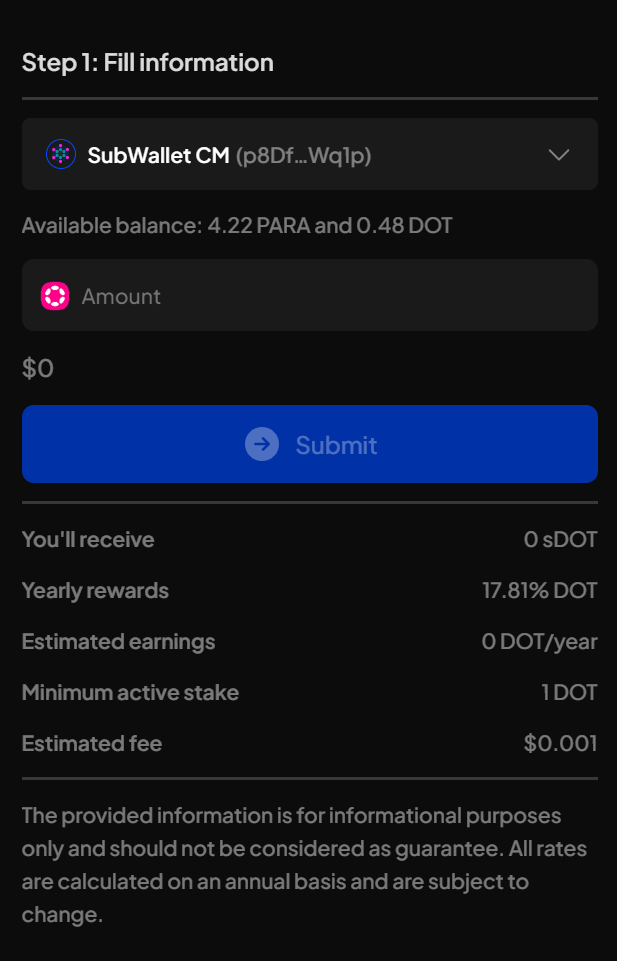 Step 1: Fill information
SubWallet CM (p8Df...Wq1p)
Available balance: 4.22 PARA and 0.48 DOT
Amount
$0
Submit
You'll receive 0 sDOT
Yearly rewards 17.81% DOT
Estimated earnings 0 DOT/year
Minimum active stake 1 DOT
Estimated fee $0.001
The provided information is for informational purposes
only and should not be considered as guarantee. All rates
are calculated on an annual basis and are subject to
change.